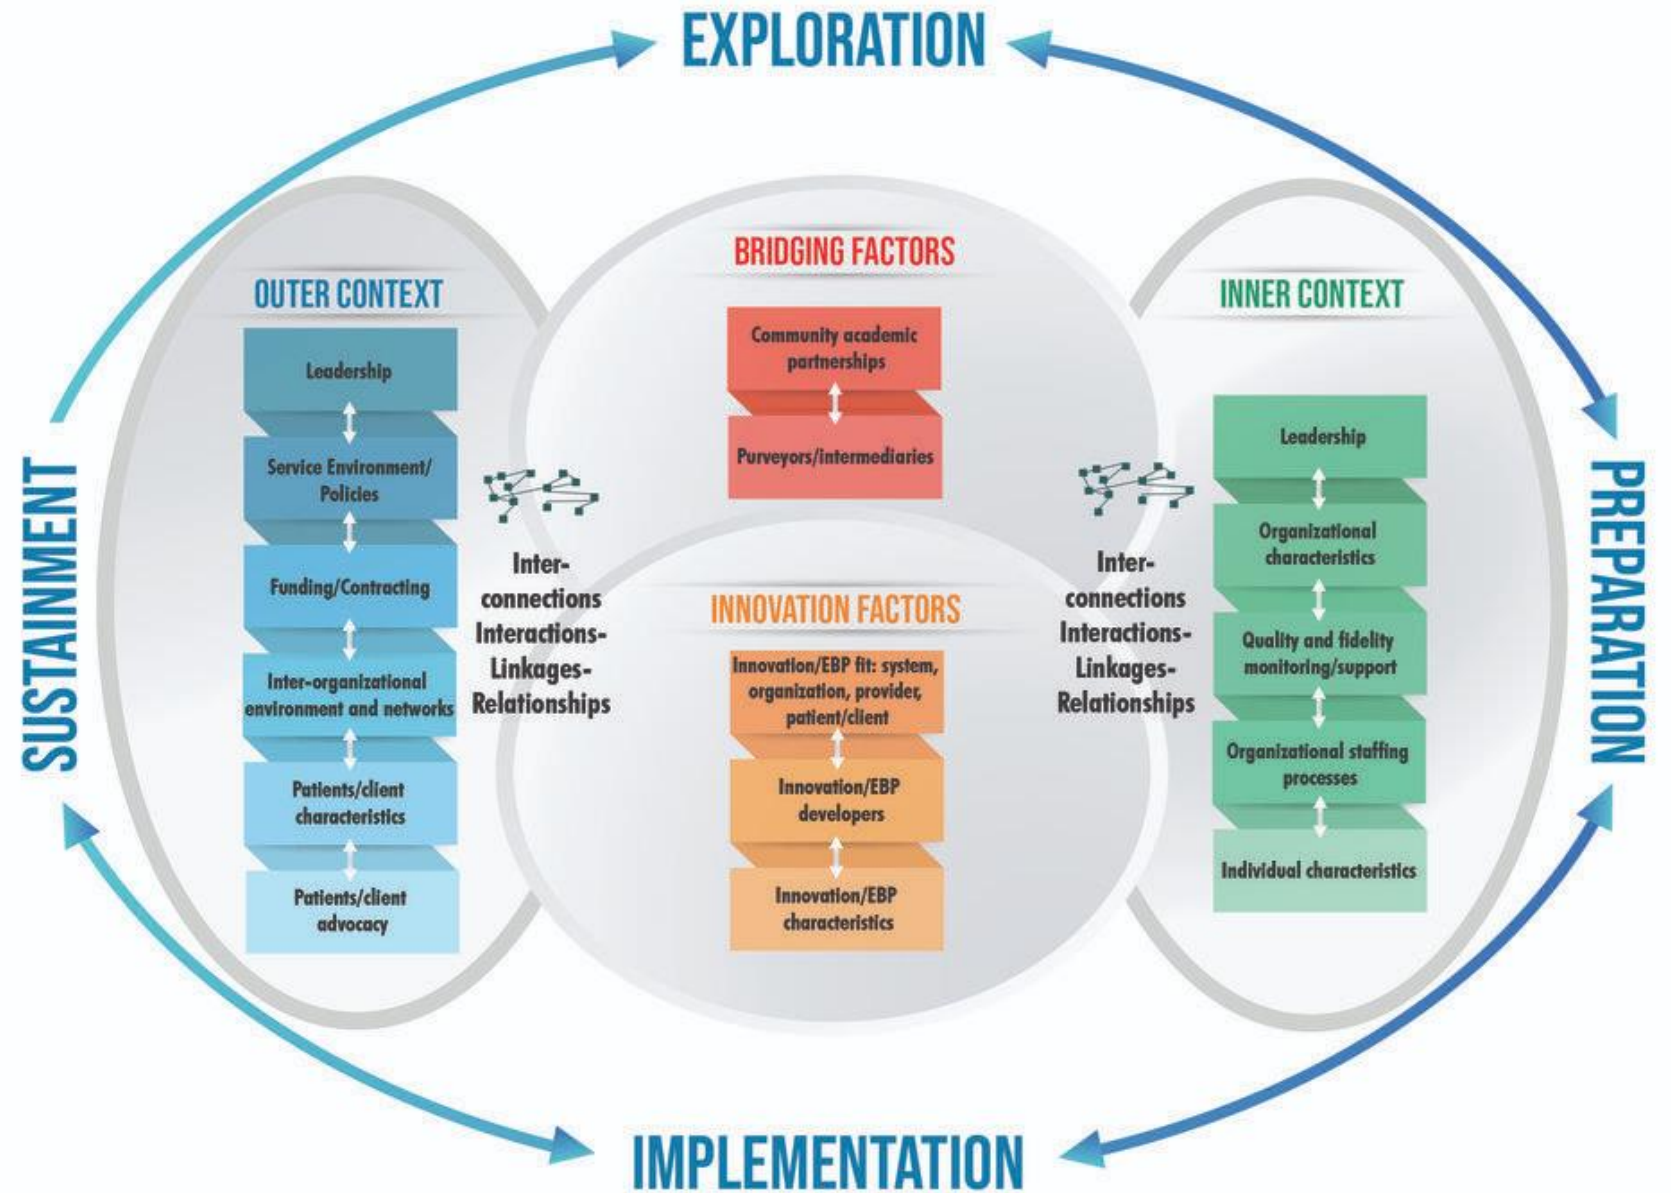 EXPLORATION
BRIDGING FACTORS
Community academic
partnerships
Purveyors/intermediaries
OUTER CONTEXT
Leadership
Service Environment/
Policies
Funding/Contracting
Inter-organizational
environment and networks
Patients/client
characteristics
Patients/client
advocacy
Inter-
connections
Interactions-
Linkages-
Relationships
INNOVATION FACTORS
Innovation/EBP fit: system,
organization, provider,
patient/client
Innovation/EBP
developers
Innovation/EBP
characteristics
Inter-
connections
Interactions-
Linkages-
Relationships
INNER CONTEXT
Leadership
Organizational
characteristics
Quality and fidelity
monitoring/support
Organizational staffing
processes
Individual characteristics
SUSTAINMENT
PREPARATION
IMPLEMENTATION